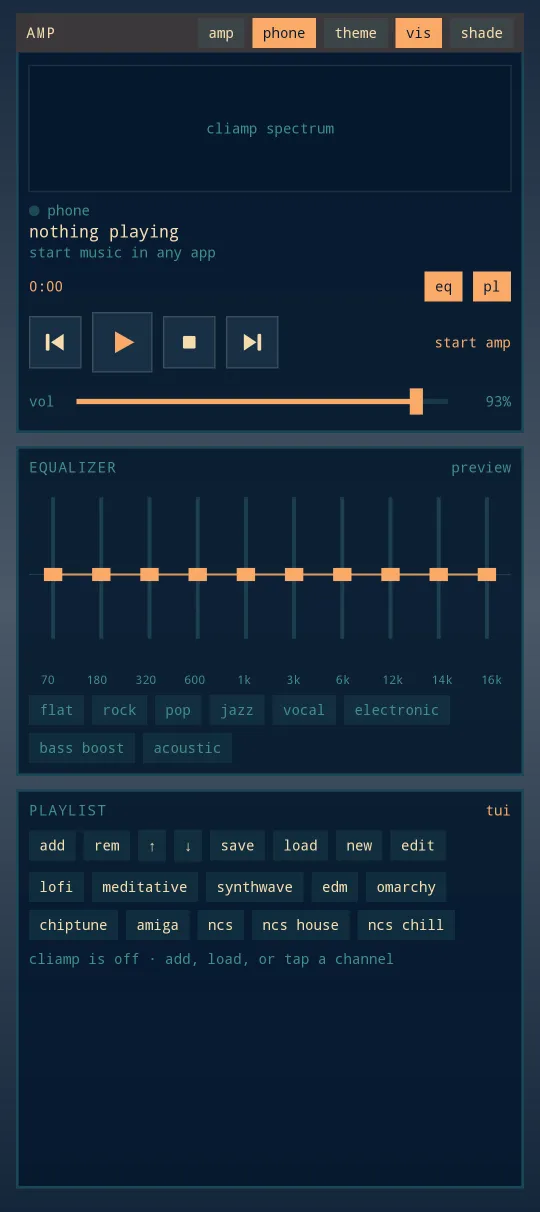 AMP amp phone theme vis shade
cliamp spectrum
phone
nothing playing
start music in any app
0:00 eq pl
start amp
vol 93%
EQUALIZER preview
70 180 320 600 1k 3k 6k 12k 14k 16k
flat rock pop jazz vocal electronic
bass boost acoustic
PLAYLIST tui
add rem ↑ ↓ save load new edit
lofi meditative synthwave edm omarchy
chiptune amiga ncs ncs house ncs chill
cliamp is off · add, load, or tap a channel